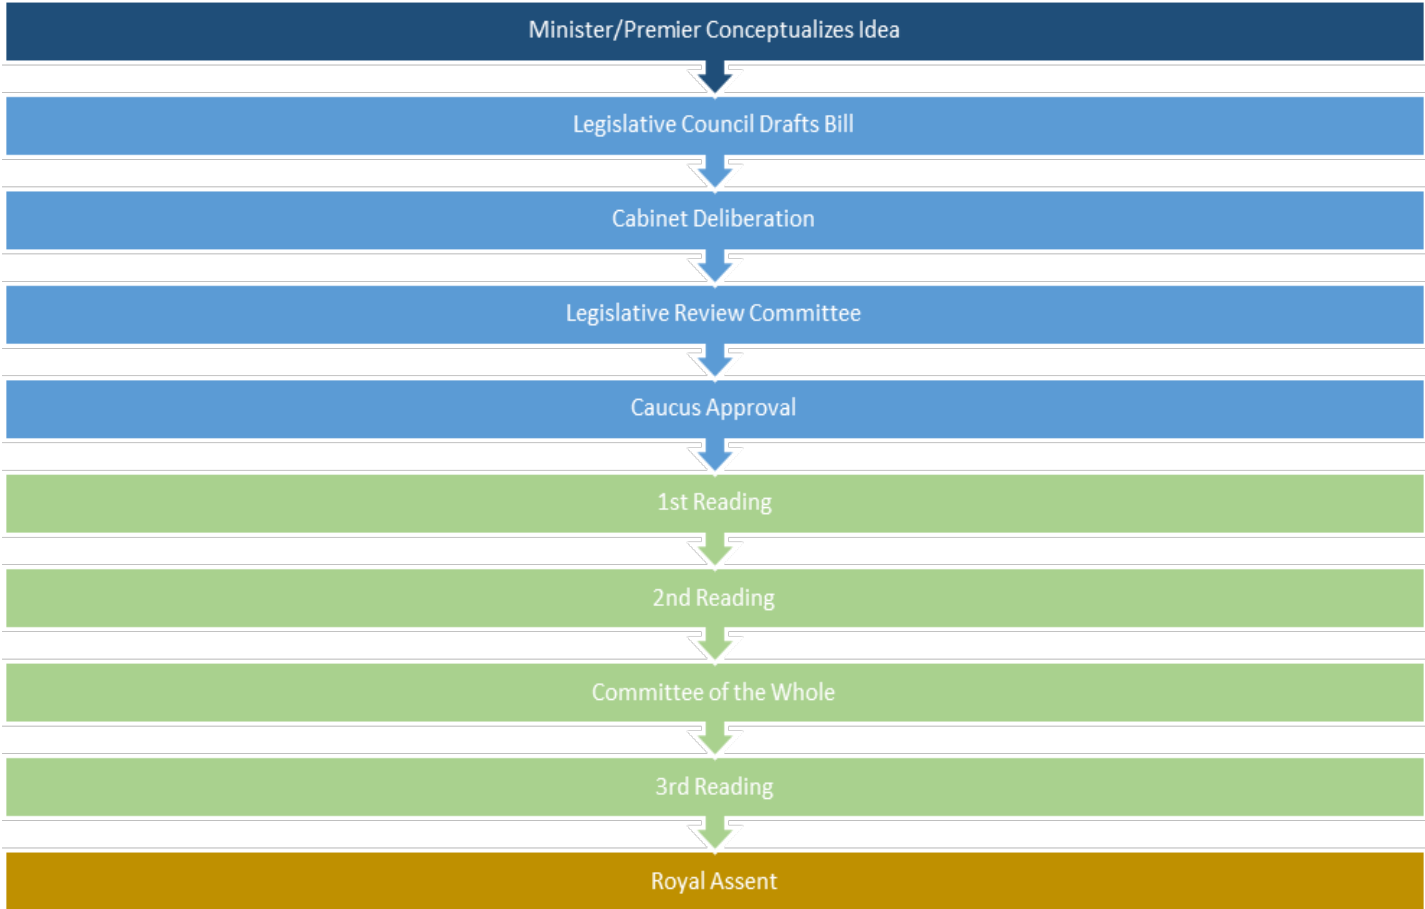 Minister/Premier Conceptualizes Idea
Legislative Council Drafts Bill
Cabinet Deliberation
Legislative Review Committee
Caucus Approval
1st Reading
2nd Reading
Committee of the Whole
3rd Reading
Royal Assent